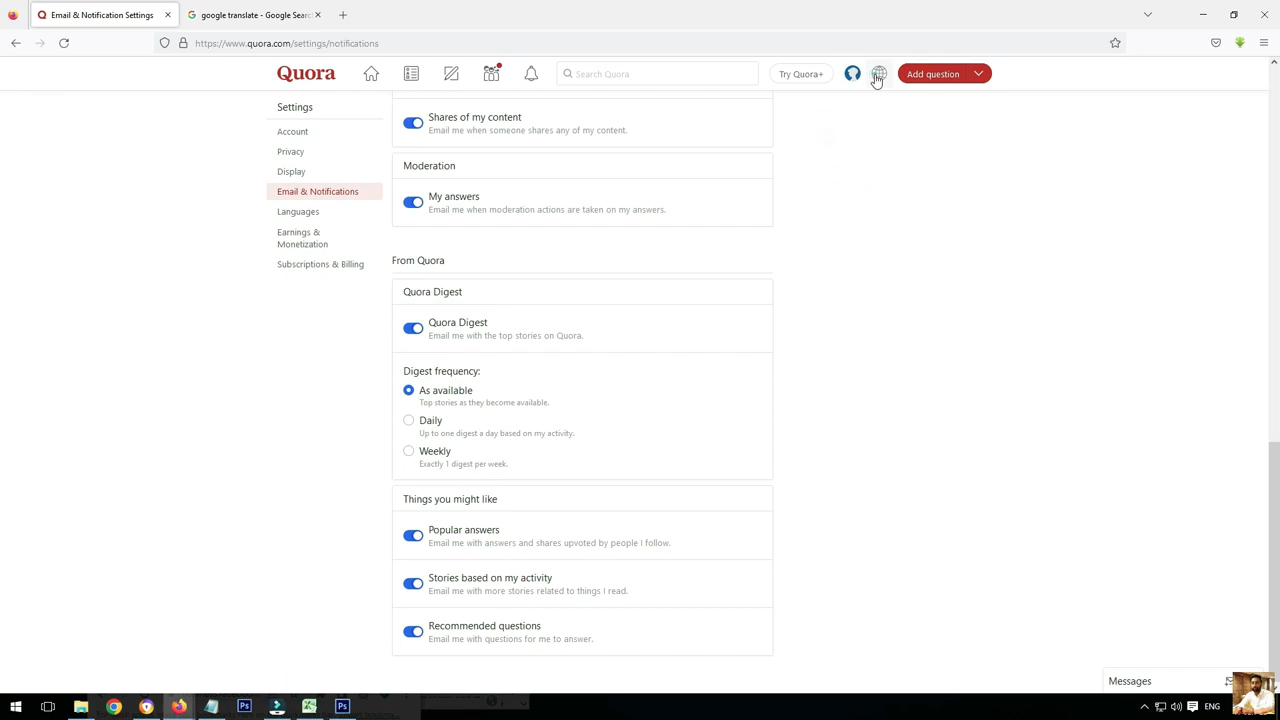 Email & Notification Settings
google translate - Google Sear
https://www.quora.com/settings/notifications
Quora
Search Quora
Try Quora+
Add question
Settings
Account
Privacy
Display
Email & Notifications
Languages
Earnings &
Monetization
Subscriptions & Billing
Shares of my content
Email me when someone shares any of my content.
Moderation
My answers
Email me when moderation actions are taken on my answers.
From Quora
Quora Digest
Quora Digest
Email me with the top stories on Quora.
Digest frequency:
As available
Top stories as they become available.
Daily
Up to one digest a day based on my activity.
Weekly
Exactly 1 digest per week.
Things you might like
Popular answers
Email me with answers and shares upvoted by people I follow.
Stories based on my activity
Email me with more stories related to things I read.
Recommended questions
Email me with questions for me to answer.
Messages
ENG